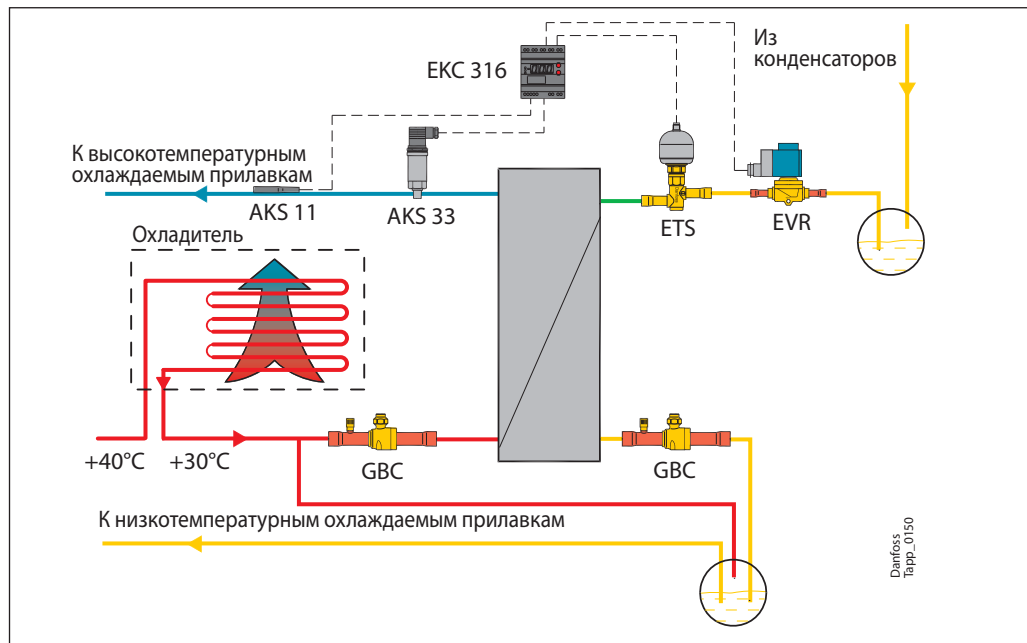 Из
конденсаторов
EKC 316
К высокотемпературным
охлаждаемым прилавкам
AKS 11
AKS 33
ETS
EVR
Охладитель
+40°C
+30°C
GBC
GBC
К низкотемпературным охлаждаемым прилавкам
Danfoss
Tapp_0150